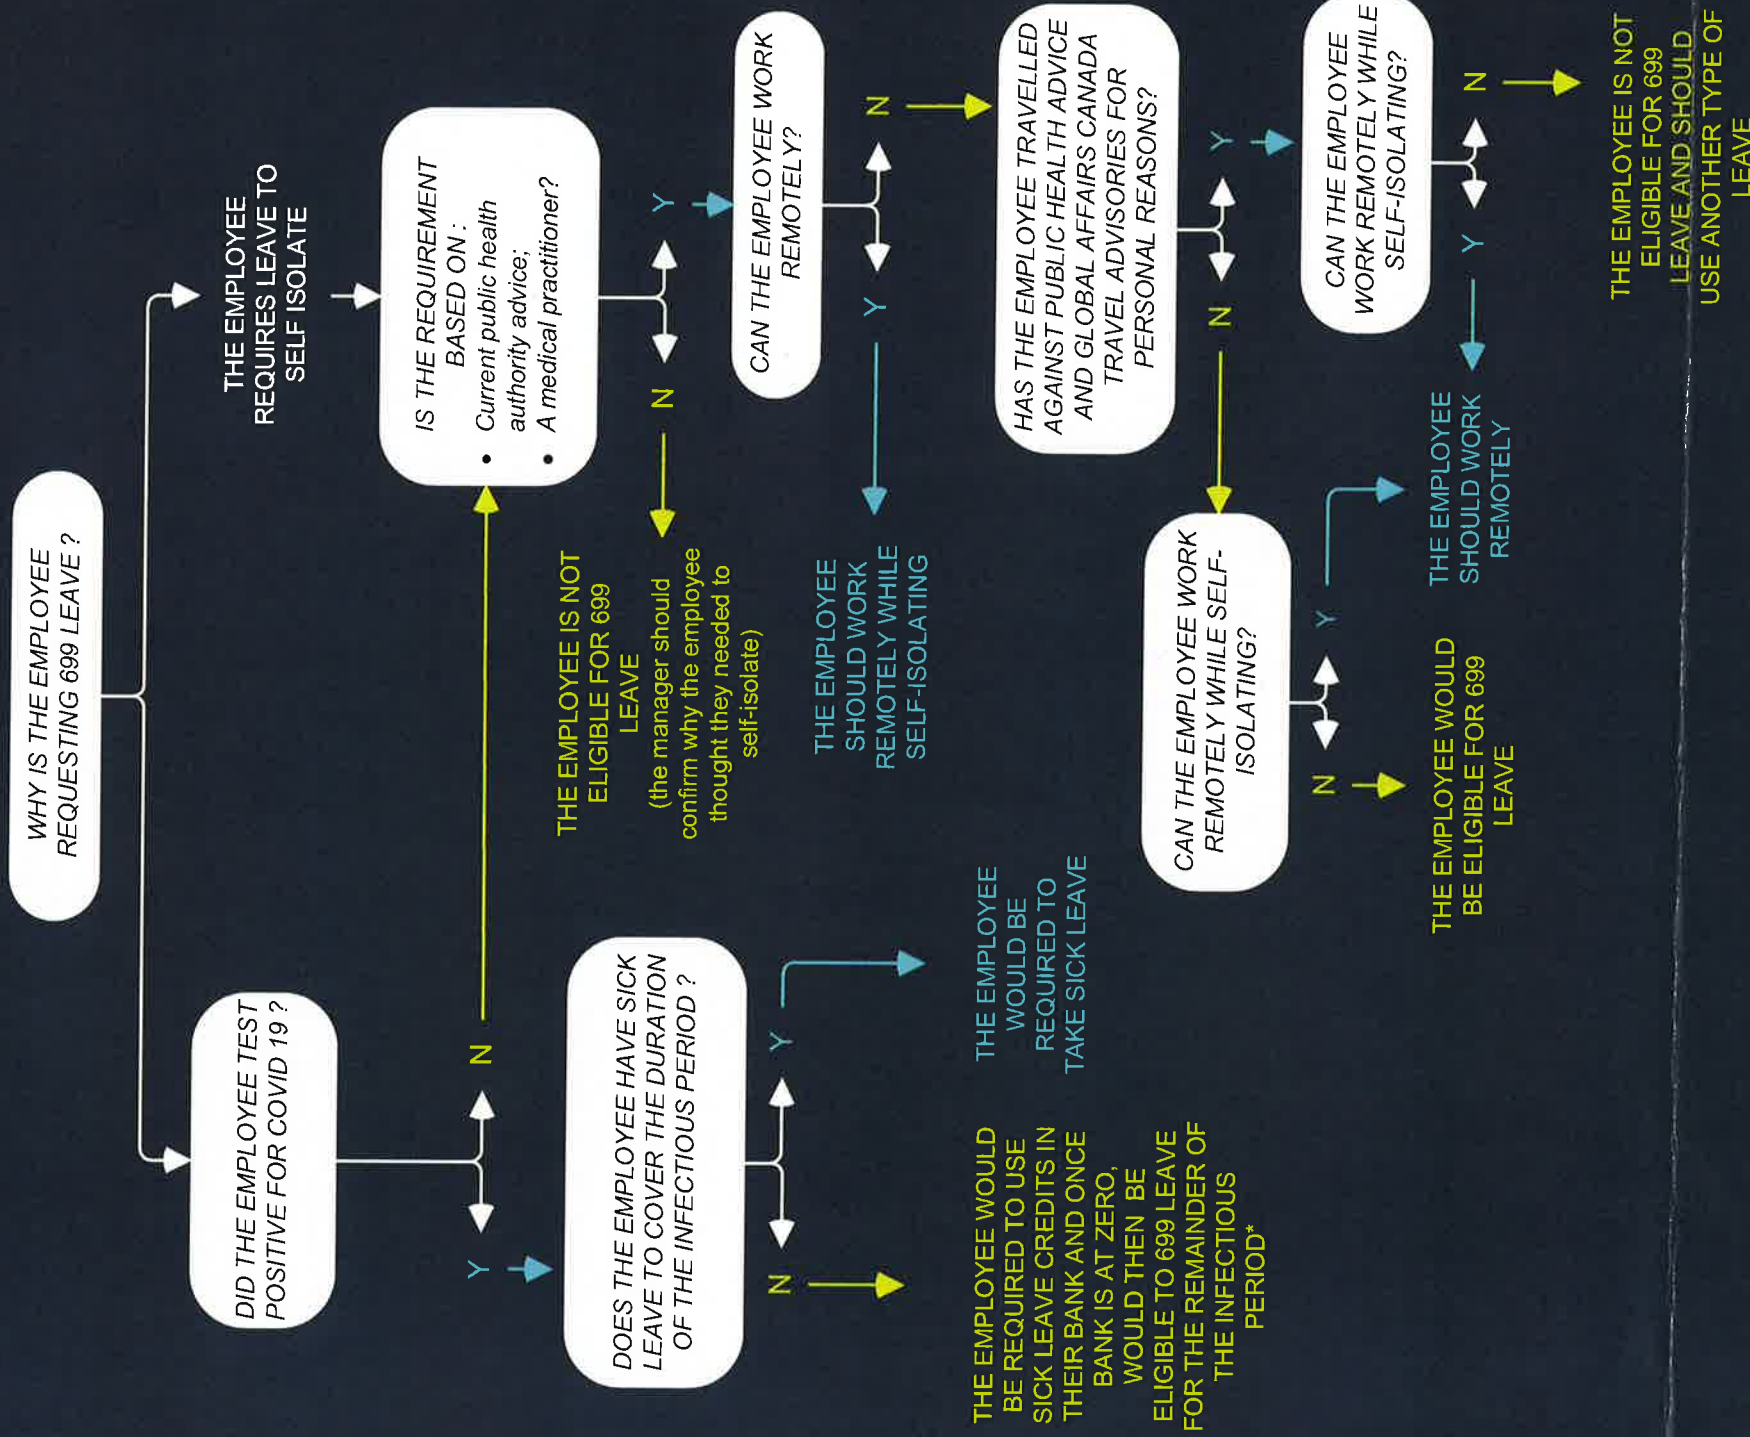 WHY IS THE EMPLOYEE
REQUESTING 699 LEAVE ?
DID THE EMPLOYEE TEST
POSITIVE FOR COVID 19 ?
Y
N
DOES THE EMPLOYEE HAVE SICK
LEAVE TO COVER THE DURATION
OF THE INFECTIOUS PERIOD ?
N
Y
THE EMPLOYEE WOULD
BE REQUIRED TO USE
SICK LEAVE CREDITS IN
THEIR BANK AND ONCE
BANK IS AT ZERO,
WOULD THEN BE
ELIGIBLE TO 699 LEAVE
FOR THE REMAINDER OF
THE INFECTIOUS
PERIOD*
THE EMPLOYEE
WOULD BE
REQUIRED TO
TAKE SICK LEAVE
THE EMPLOYEE
REQUIRES LEAVE TO
SELF ISOLATE
IS THE REQUIREMENT
BASED ON :
• Current public health
authority advice;
• A medical practitioner?
N
Y
THE EMPLOYEE IS NOT
ELIGIBLE FOR 699
LEAVE
(the manager should
confirm why the employee
thought they needed to
self-isolate)
CAN THE EMPLOYEE WORK
REMOTELY?
Y
N
THE EMPLOYEE
SHOULD WORK
REMOTELY WHILE
SELF-ISOLATING
HAS THE EMPLOYEE TRAVELLED
AGAINST PUBLIC HEALTH ADVICE
AND GLOBAL AFFAIRS CANADA
TRAVEL ADVISORIES FOR
PERSONAL REASONS?
N
Y
CAN THE EMPLOYEE WORK
REMOTELY WHILE SELF-
ISOLATING?
N
Y
THE EMPLOYEE WOULD
BE ELIGIBLE FOR 699
LEAVE
THE EMPLOYEE
SHOULD WORK
REMOTELY
CAN THE EMPLOYEE
WORK REMOTELY WHILE
SELF-ISOLATING?
Y
N
THE EMPLOYEE IS NOT
ELIGIBLE FOR 699
LEAVE AND SHOULD
USE ANOTHER TYPE OF
LEAVE